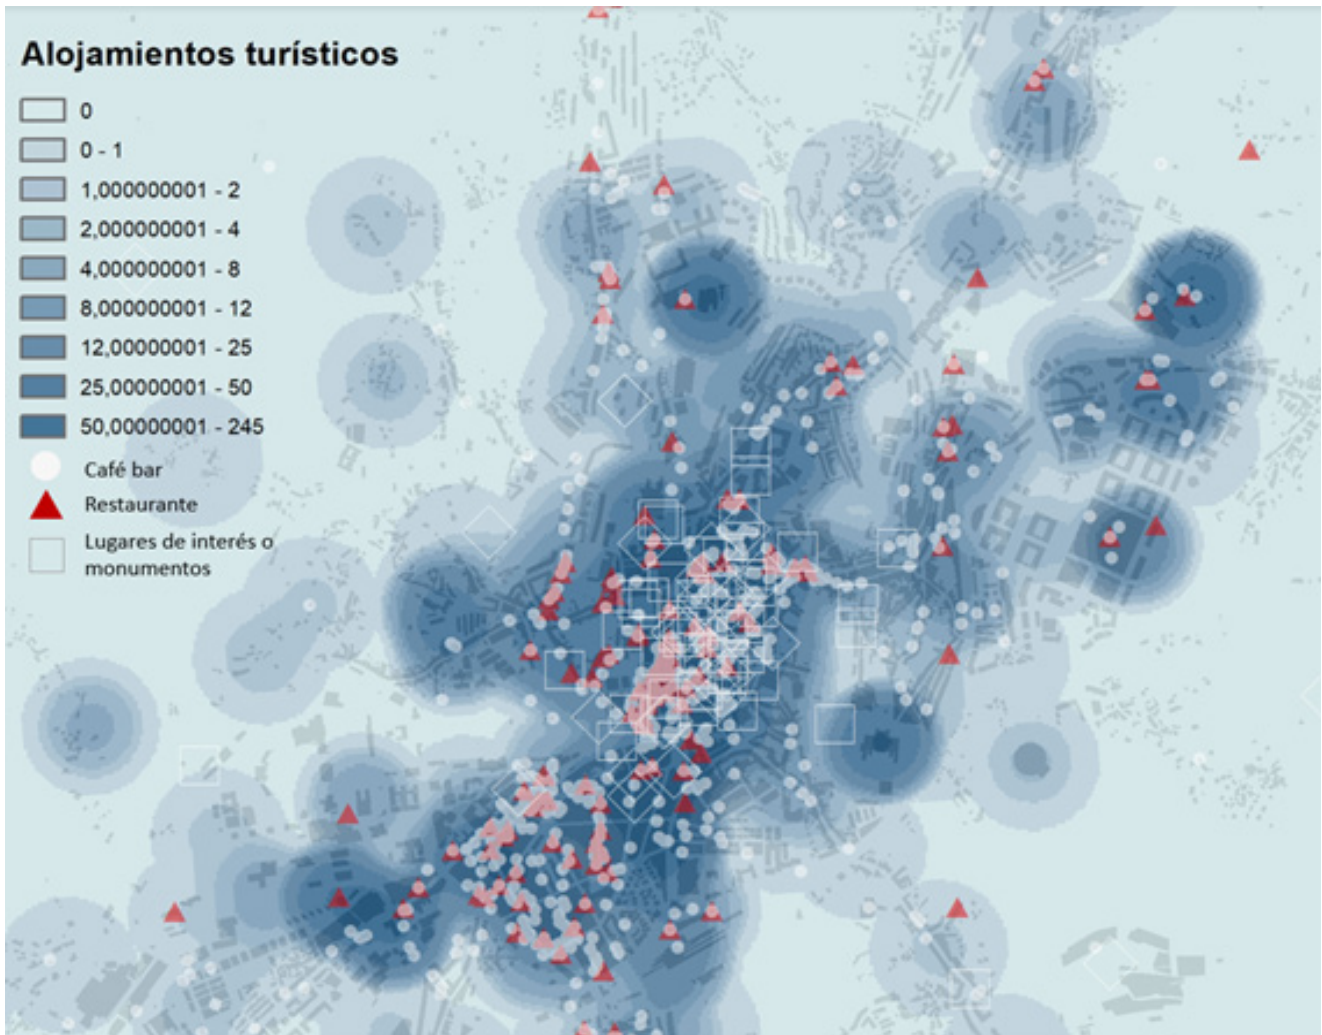 Alojamientos turísticos
0
0 - 1
1,000000001 - 2
2,000000001 - 4
4,000000001 - 8
8,000000001 - 12
12,00000001 - 25
25,00000001 - 50
50,00000001 - 245
Café bar
Restaurante
Lugares de interés o
monumentos